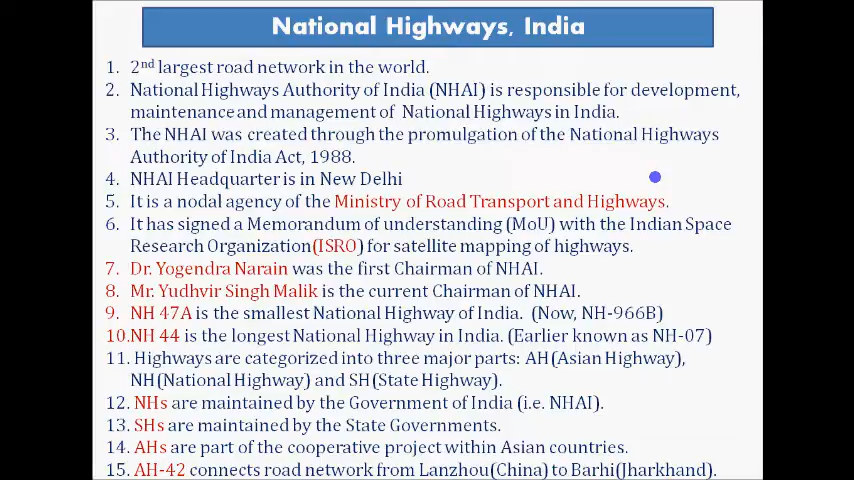 National Highways, India
1. 2nd largest road network in the world.
2. National Highways Authority of India (NHAI) is responsible for development,
maintenance and management of National Highways in India.
3. The NHAI was created through the promulgation of the National Highways
Authority of India Act, 1988.
4. NHAI Headquarter is in New Delhi
5. It is a nodal agency of the Ministry of Road Transport and Highways.
6. It has signed a Memorandum of understanding (MoU) with the Indian Space
Research Organization(ISRO) for satellite mapping of highways.
7. Dr. Yogendra Narain was the first Chairman of NHAI.
8. Mr. Yudhvir Singh Malik is the current Chairman of NHAI.
9. NH 47A is the smallest National Highway of India. (Now, NH-966B)
10.NH 44 is the longest National Highway in India. (Earlier known as NH-07)
11. Highways are categorized into three major parts: AH(Asian Highway),
NH(National Highway) and SH(State Highway).
12. NHs are maintained by the Government of India (i.e. NHAI).
13. SHs are maintained by the State Governments.
14. AHs are part of the cooperative project within Asian countries.
15. AH-42 connects road network from Lanzhou(China) to Barhi(Jharkhand).